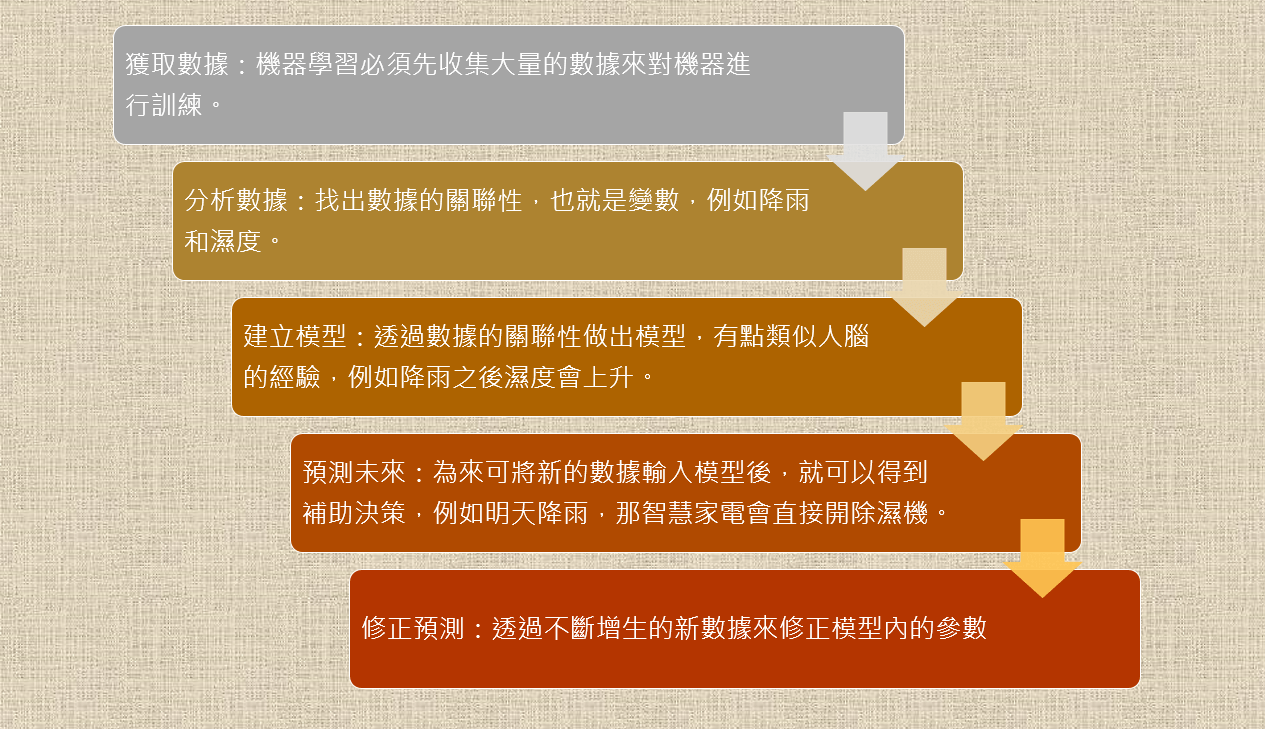 獲取數據：機器學習必須先收集大量的數據來對機器進
行訓練。
分析數據：找出數據的關聯性，也就是變數，例如降雨
和濕度。
建立模型：透過數據的關聯性做出模型，有點類似人腦
的經驗，例如降雨之後濕度會上升。
預測未來：為來可將新的數據輸入模型後，就可以得到
補助決策，例如明天降雨，那智慧家電會直接開除濕機。
修正預測：透過不斷增生的新數據來修正模型內的參數